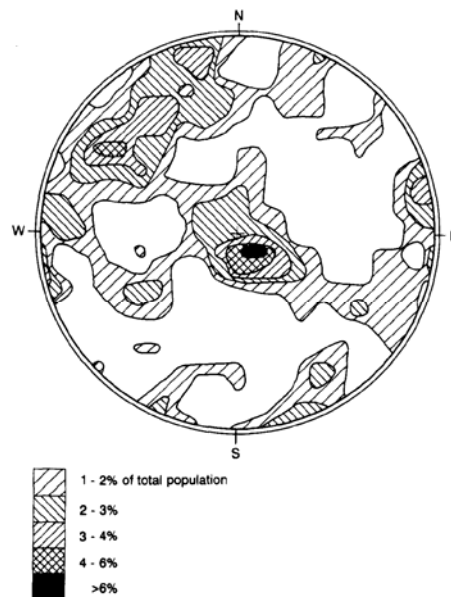 N
W
S
1 - 2% of total population
2 - 3%
3 - 4%
4 - 6%
>6%